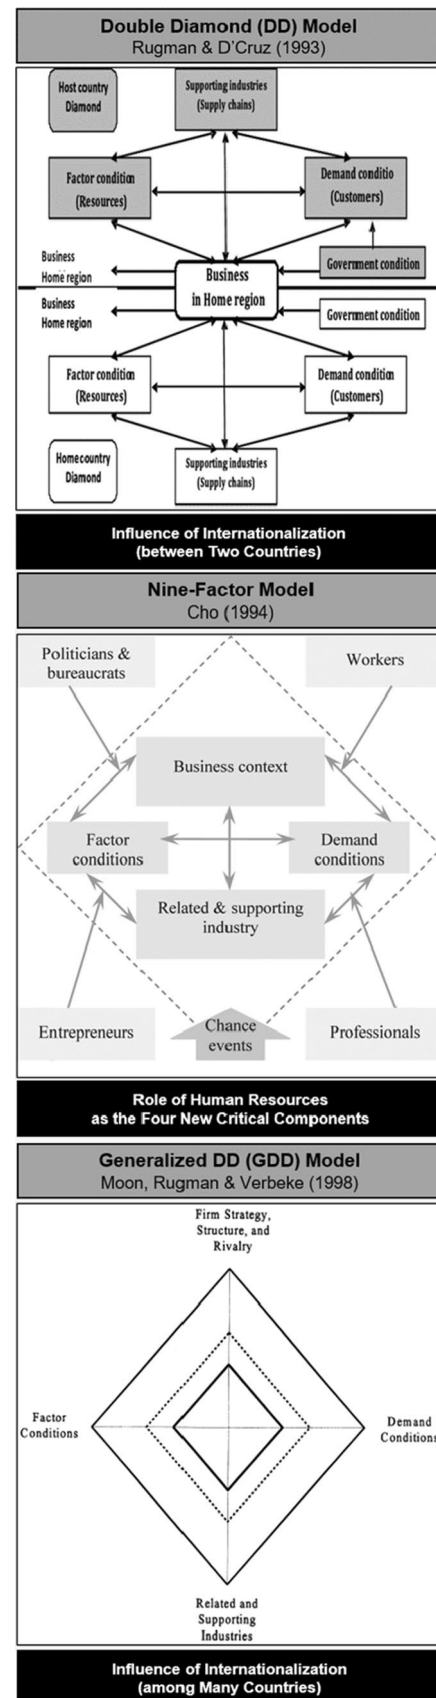 Double Diamond (DD) Model
Rugman & D'Cruz (1993)
Host country
Diamond
Supporting industries
(Supply chains)
Factor condition
(Resources)
Demand conditio
(Customers)
Business
Home region
Government condition
Business
in Home region
Business
Home region
Government condition
Factor condition
(Resources)
Demand condition
(Customers)
Home country
Diamond
Supporting industries
(Supply chains)
Influence of Internationalization
(between Two Countries)
Nine-Factor Model
Cho (1994)
Politicians &
bureaucrats
Workers
Business context
Factor
conditions
Demand
conditions
Related & supporting
industry
Entrepreneurs
Chance
events
Professionals
Role of Human Resources
as the Four New Critical Components
Generalized DD (GDD) Model
Moon, Rugman & Verbeke (1998)
Firm Strategy,
Structure, and
Rivalry
Factor
Conditions
Demand
Conditions
Related and
Supporting
Industries
Influence of Internationalization
(among Many Countries)